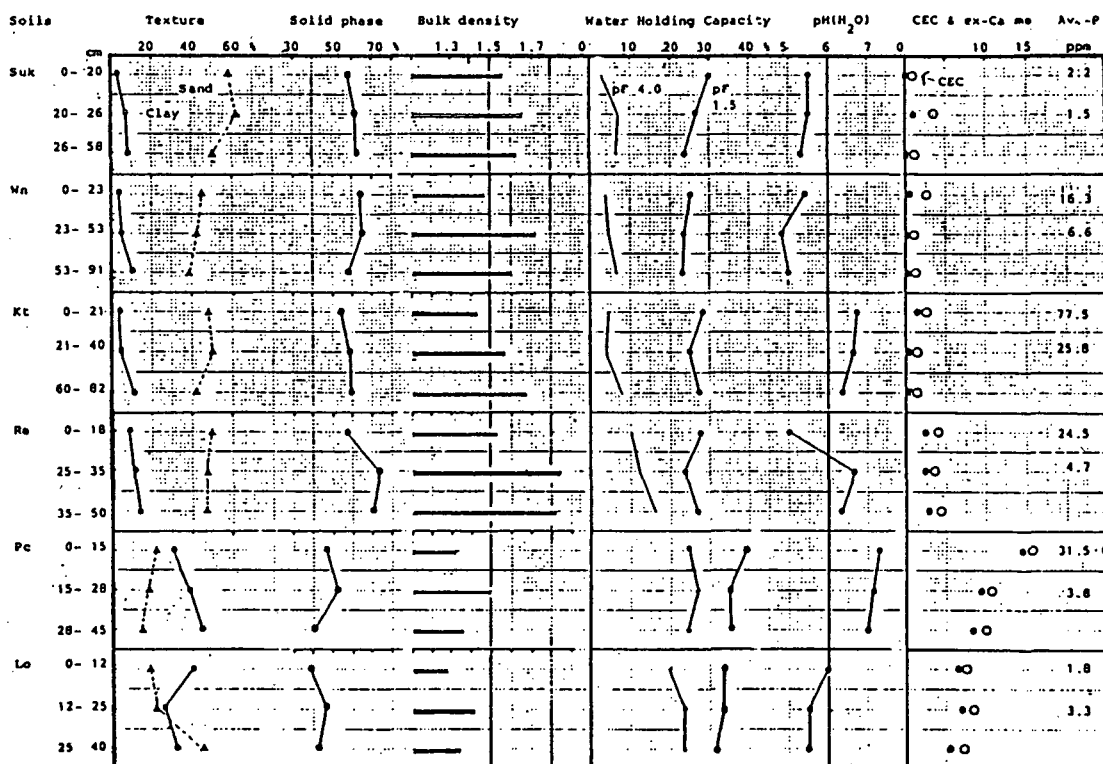 Soils Texture Solid phase Bulk density Water Holding Capacity pH(H2O) CEC & ex-Ca me Av.-P
20 40 60 % 30 50 70 % 1.3 1.5 1.7 0 10 20 30 40 % 5 6 7 0 10 15 ppm
cm
Suk 0- 20 2.2
Sand pF 4.0 pF 1.5 CEC
Clay
20- 26 1.5
26- 58
Wn 0- 23 16.3
23- 53 6.6
53- 91
Kt 0- 21 77.5
21- 40 25.8
60- 82
Re 0- 18 24.5
25- 35 4.7
35- 50
Pc 0- 15 31.5
15- 28 3.8
28- 45
Lo 0- 12 1.8
12- 25 3.3
25 40